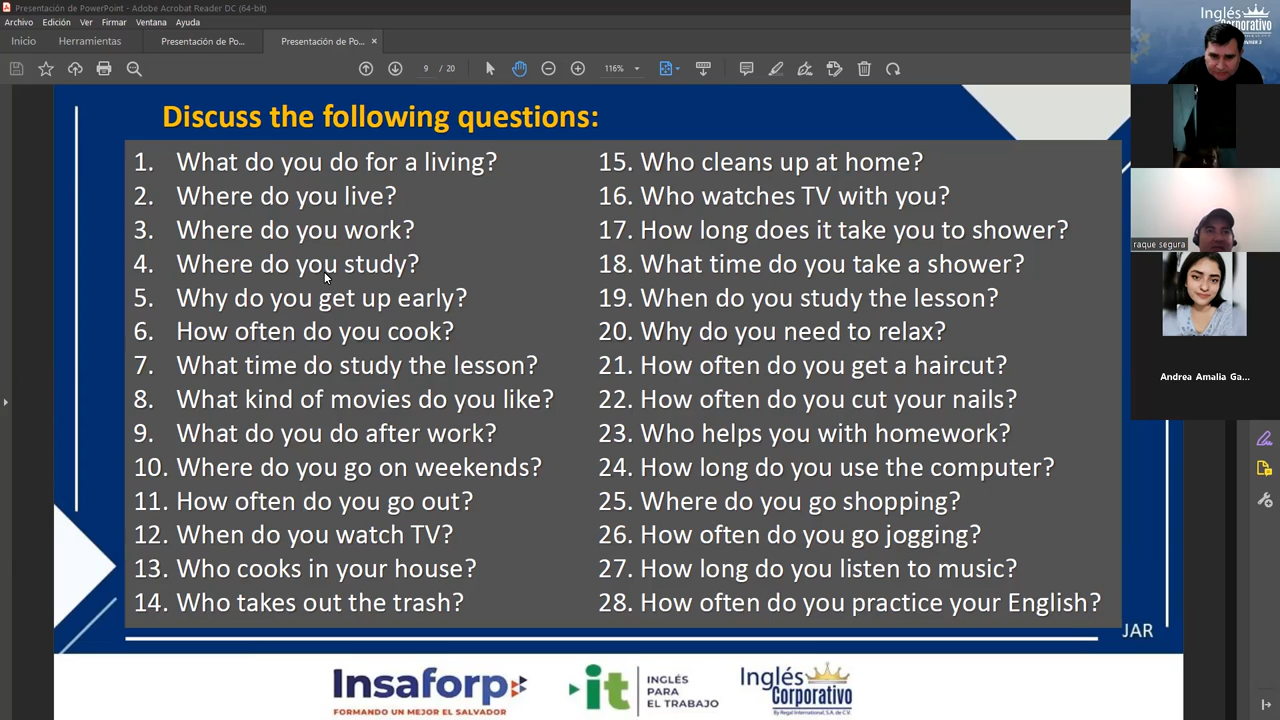 Presentación de PowerPoint - Adobe Acrobat Reader DC (64-bit)
Archivo Edición Ver Firmar Ventana Ayuda
Inicio Herramientas Presentación de Po... Presentación de Po... ×
9 / 20 116%
Discuss the following questions:
1. What do you do for a living?
2. Where do you live?
3. Where do you work?
4. Where do you study?
5. Why do you get up early?
6. How often do you cook?
7. What time do study the lesson?
8. What kind of movies do you like?
9. What do you do after work?
10. Where do you go on weekends?
11. How often do you go out?
12. When do you watch TV?
13. Who cooks in your house?
14. Who takes out the trash?
15. Who cleans up at home?
16. Who watches TV with you?
17. How long does it take you to shower?
18. What time do you take a shower?
19. When do you study the lesson?
20. Why do you need to relax?
21. How often do you get a haircut?
22. How often do you cut your nails?
23. Who helps you with homework?
24. How long do you use the computer?
25. Where do you go shopping?
26. How often do you go jogging?
27. How long do you listen to music?
28. How often do you practice your English?
JAR
Insaforp
FORMANDO UN MEJOR EL SALVADOR
it
INGLÉS
PARA
EL TRABAJO
Inglés
Corporativo
By Regal International, S.A. de C.V.
Inglés
Corporativo
raque segura
Andrea Amalia Ga...